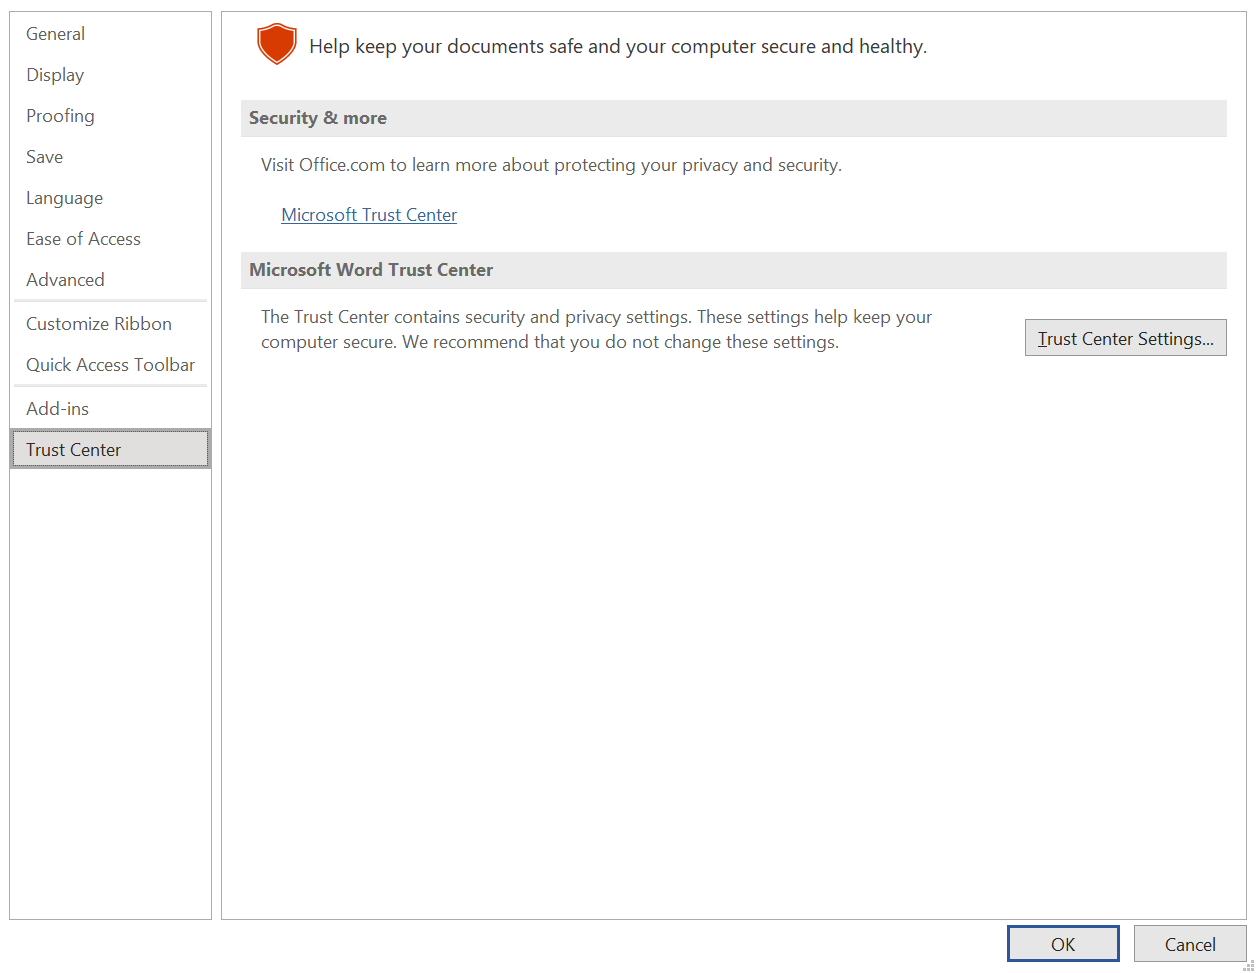 General
Display
Proofing
Save
Language
Ease of Access
Advanced
Customize Ribbon
Quick Access Toolbar
Add-ins
Trust Center
Help keep your documents safe and your computer secure and healthy.
Security & more
Visit Office.com to learn more about protecting your privacy and security.
Microsoft Trust Center
Microsoft Word Trust Center
The Trust Center contains security and privacy settings. These settings help keep your
computer secure. We recommend that you do not change these settings.
Trust Center Settings...
OK
Cancel